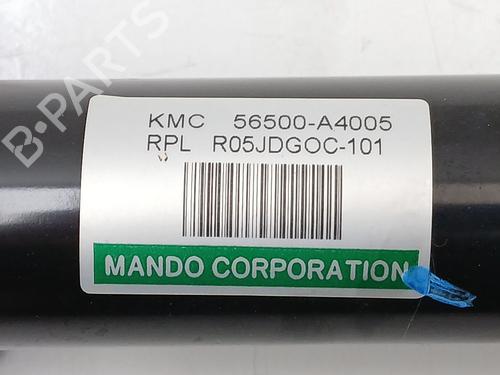 B-PARTS
KMC 56500-A4005
RPL R05JDGOC-101
MANDO CORPORATION